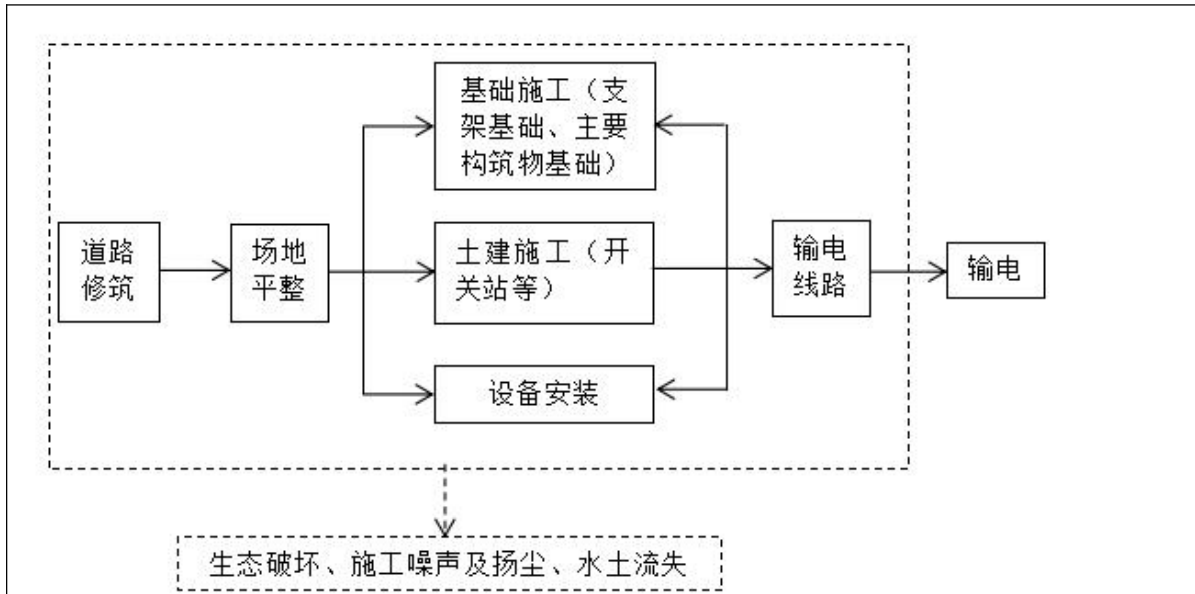 道路
修筑
场地
平整
基础施工（支
架基础、主要
构筑物基础）
土建施工（开
关站等）
设备安装
输电
线路
输电
生态破坏、施工噪声及扬尘、水土流失